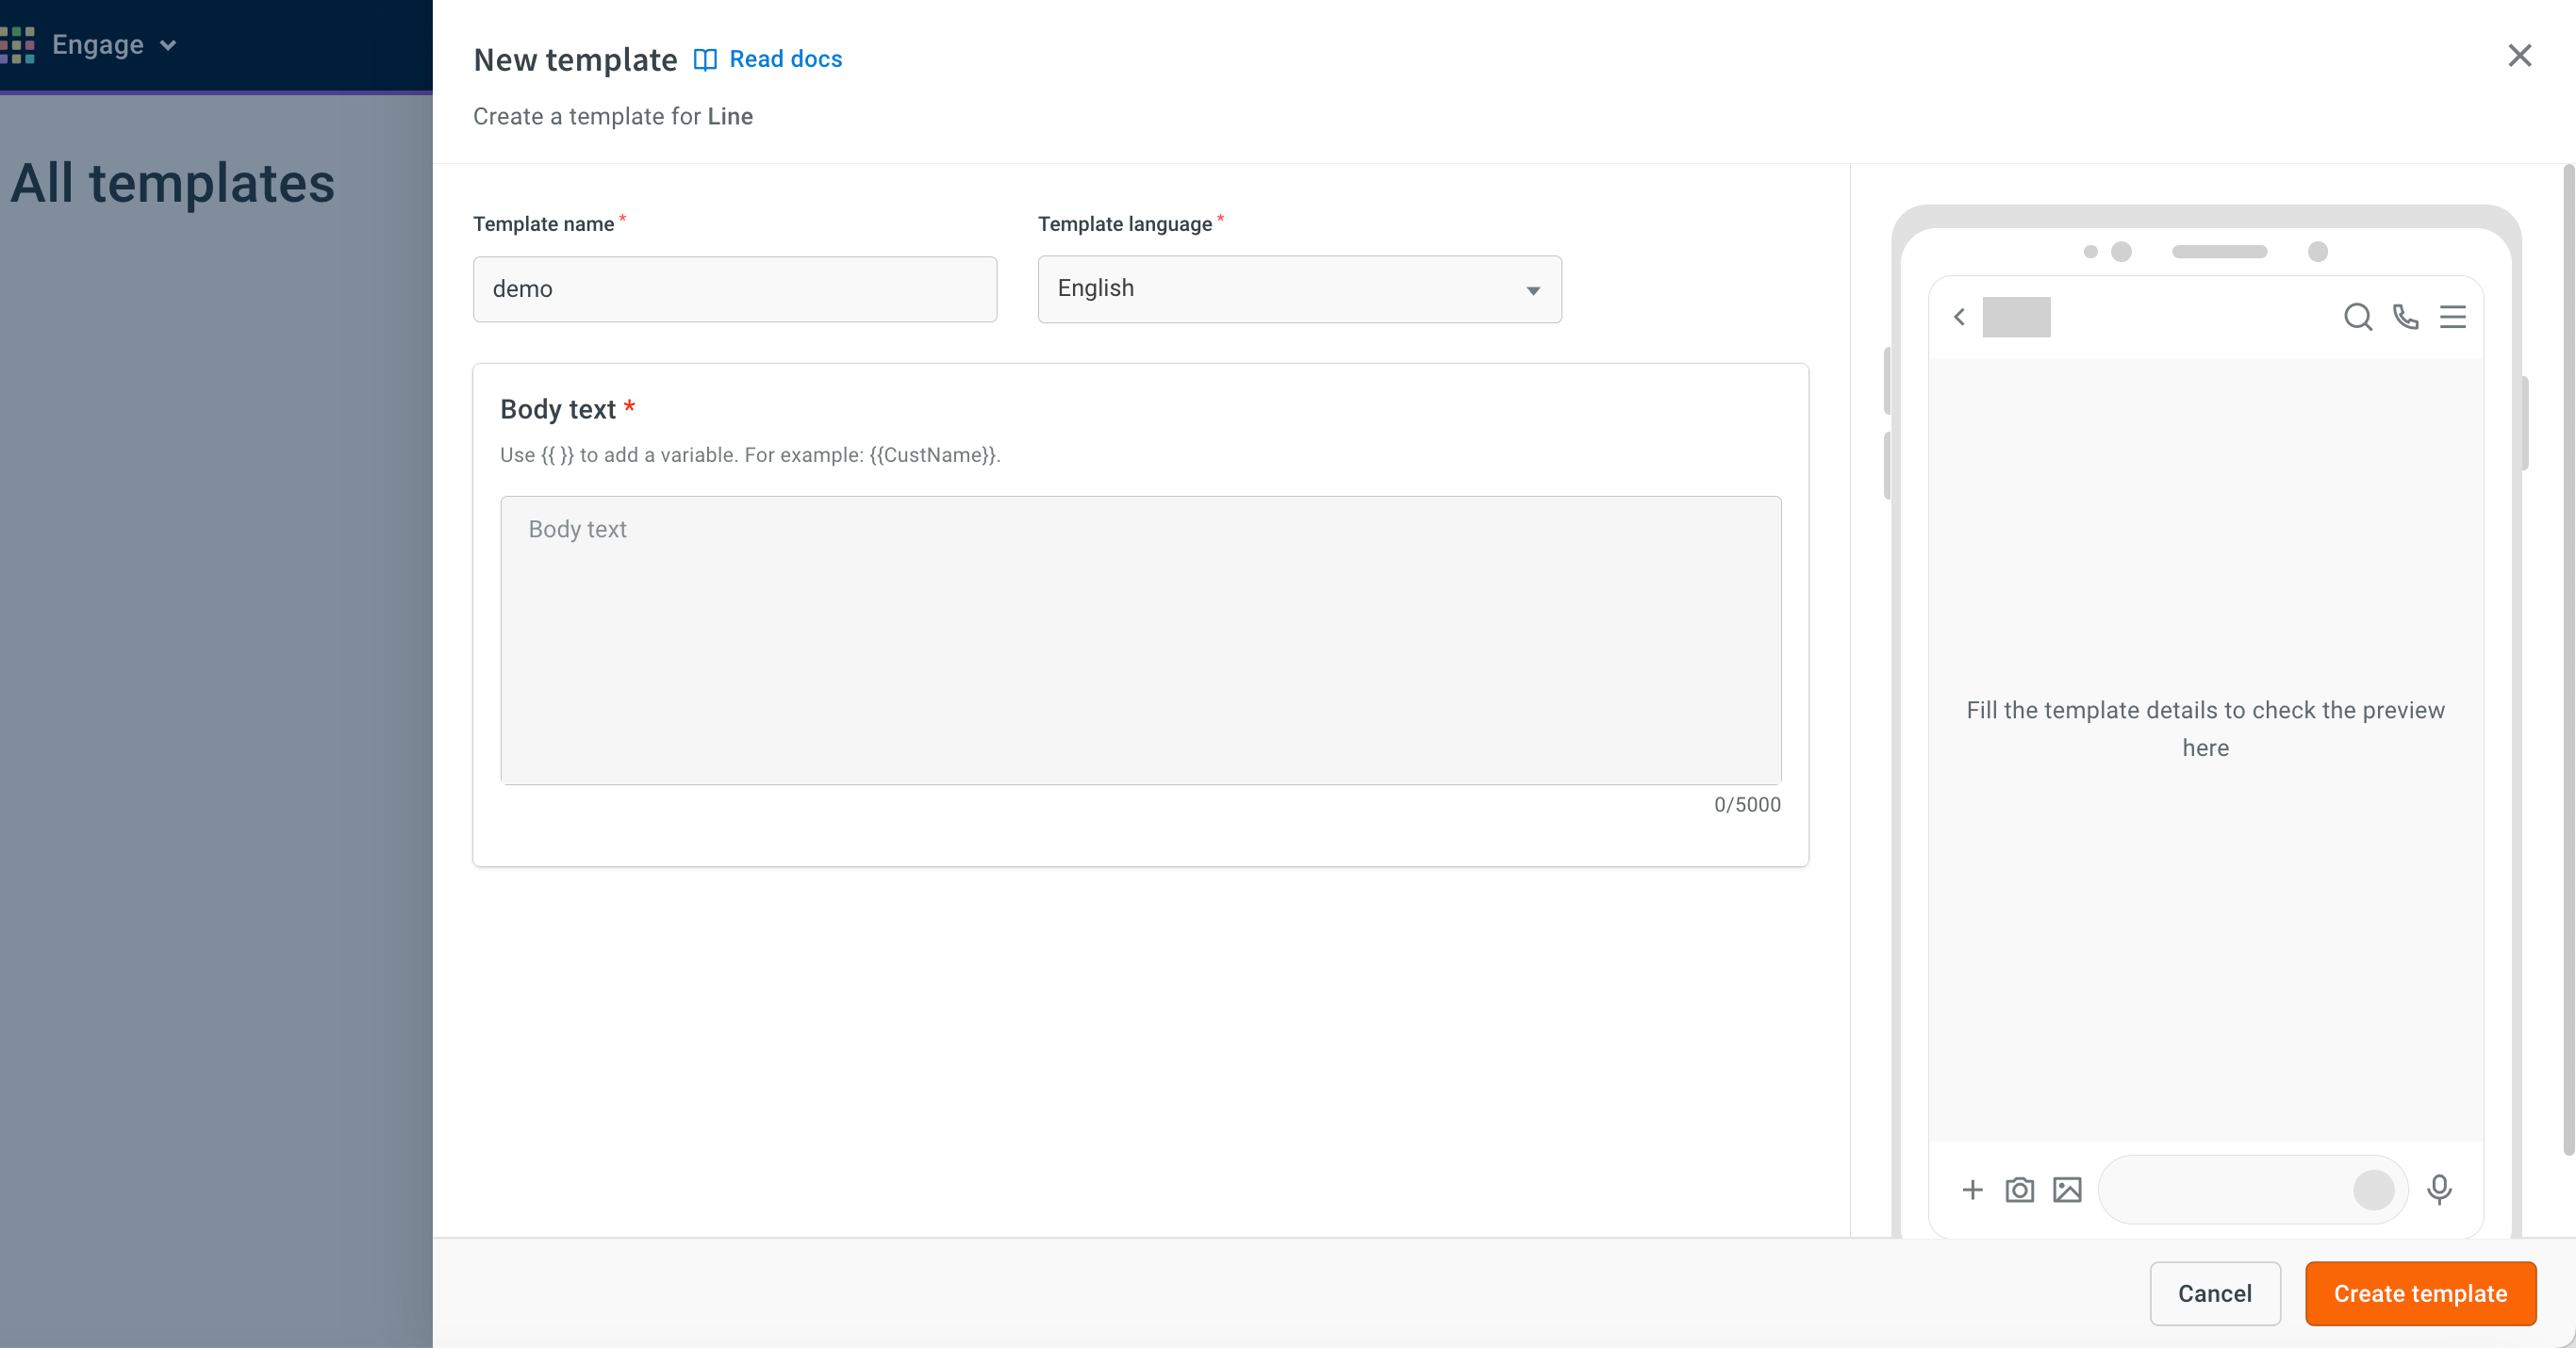 Engage
All templates
New template
Read docs
Create a template for Line
Template name *
Template language *
demo
English
Body text *
Use {{ }} to add a variable. For example: {{CustName}}.
Body text
0/5000
Fill the template details to check the preview
here
Cancel
Create template